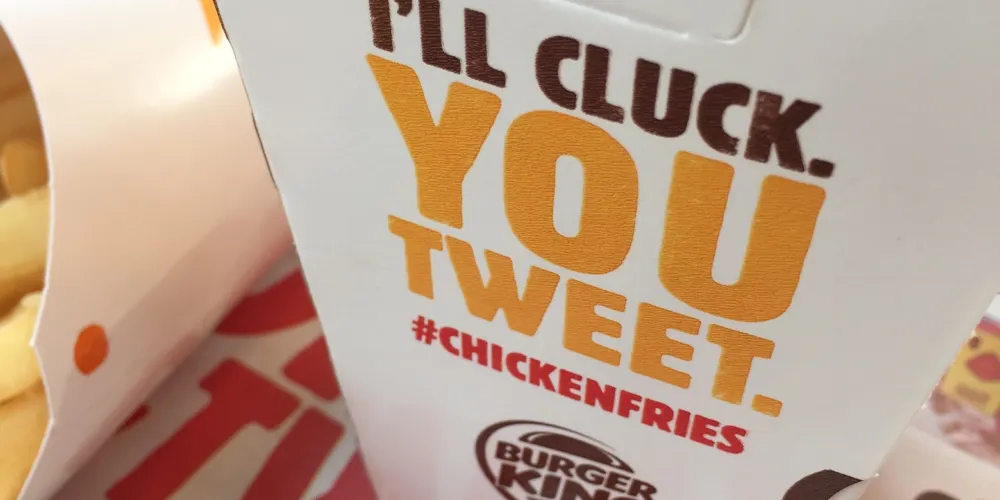 I'LL CLUCK.
YOU
TWEET.
#CHICKENFRIES
BURGER
KING